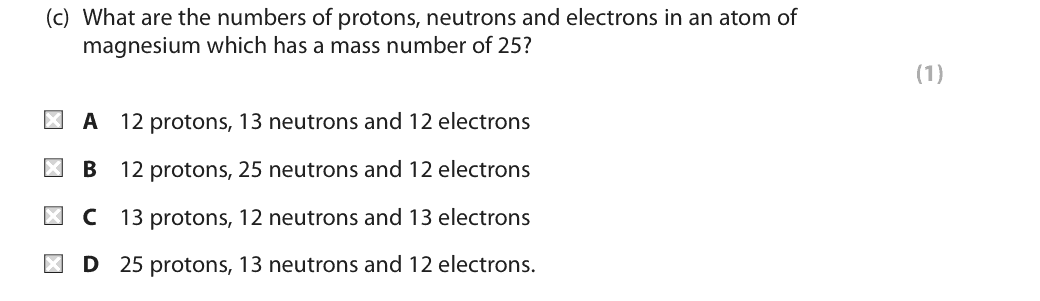 (c) What are the numbers of protons, neutrons and electrons in an atom of
magnesium which has a mass number of 25?
(1)
A 12 protons, 13 neutrons and 12 electrons
B 12 protons, 25 neutrons and 12 electrons
C 13 protons, 12 neutrons and 13 electrons
D 25 protons, 13 neutrons and 12 electrons.